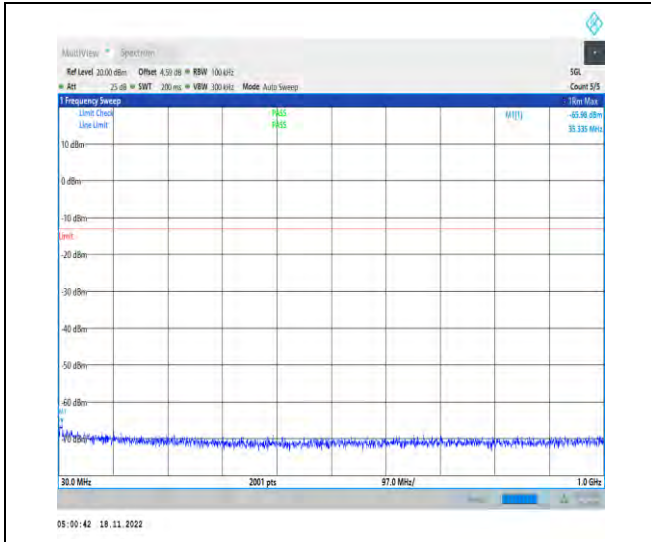 MultiView Spectrum
Ref Level 20.00 dBm Offset 4.59 dB RBW 100 kHz SGL
Att 25 dB SWT 200 ms VBW 300 kHz Mode Auto Sweep Count 5/5
1 Frequency Sweep 1Rm Max
Limit Check PASS M1[1] -65.98 dBm
Line Limit PASS 35.335 MHz
10 dBm
0 dBm
-10 dBm
Limit
-20 dBm
-30 dBm
-40 dBm
-50 dBm
-60 dBm
M1
-70 dBm
30.0 MHz 2001 pts 97.0 MHz/ 1.0 GHz
05:00:42 18.11.2022